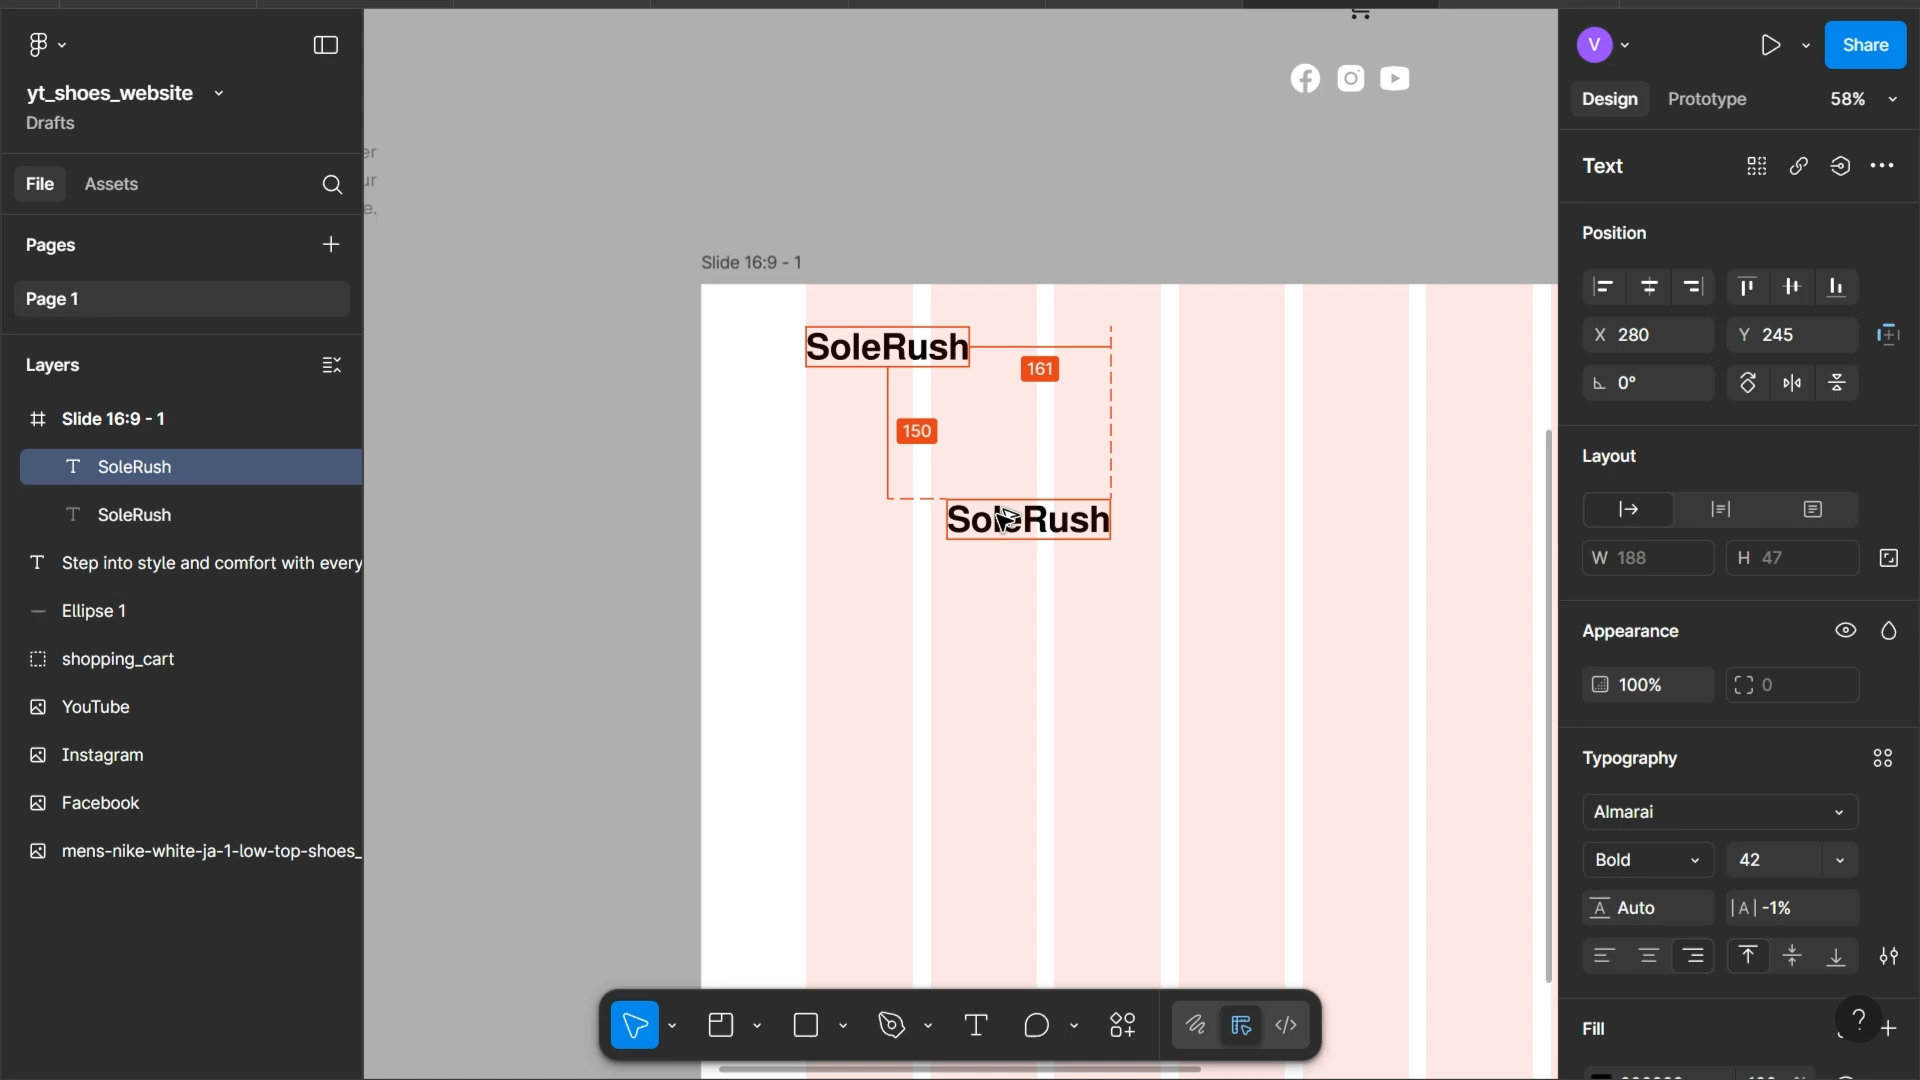 yt_shoes_website
Drafts
File
Assets
Pages
Page 1
Layers
Slide 16:9 - 1
SoleRush
SoleRush
Step into style and comfort with every
Ellipse 1
shopping_cart
YouTube
Instagram
Facebook
mens-nike-white-ja-1-low-top-shoes_
er
ur
e.
Slide 16:9 - 1
SoleRush
161
150
SoleRush
V
Share
Design
Prototype
58%
Text
Position
X 280
Y 245
0°
Layout
W 188
H 47
Appearance
100%
0
Typography
Almarai
Bold
42
A Auto
|A| -1%
Fill
?